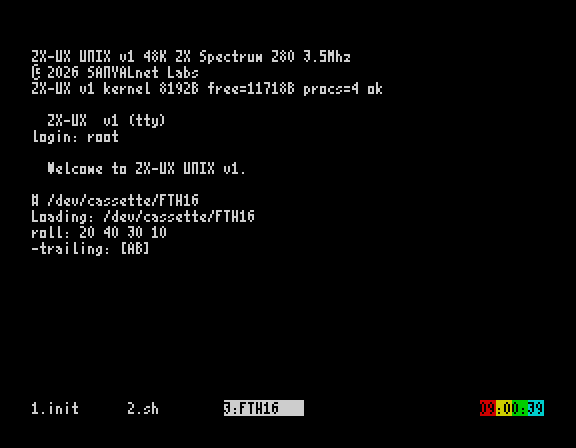 ZX-UX UNIX v1 48K ZX Spectrum Z80 3.5Mhz
© 2026 SANYALnet Labs
ZX-UX v1 kernel 8192B free=11718B procs=4 ok
ZX-UX v1 (tty)
login: root
Welcome to ZX-UX UNIX v1.
# /dev/cassette/FTH16
Loading: /dev/cassette/FTH16
roll: 20 40 30 10
-trailing: [AB]
1.init 2.sh 3.FTH16 09:00:39